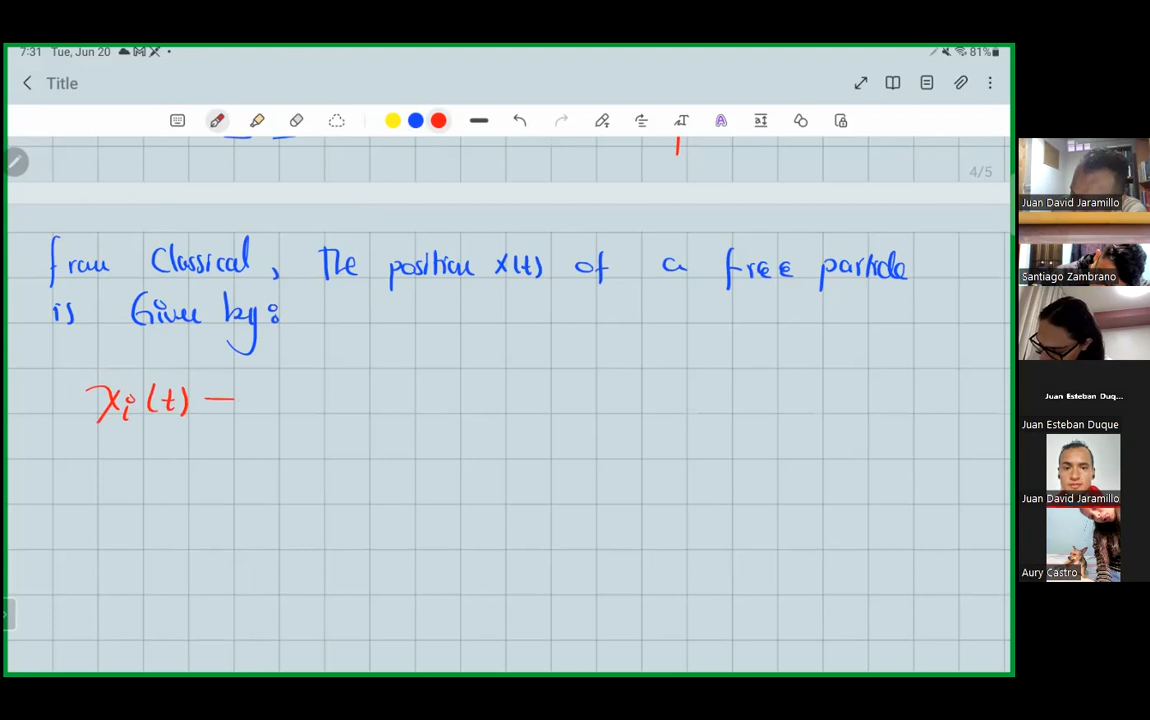 7:31 Tue, Jun 20
81%
Title
4/5
from Classical, The position x(t) of a free particle
is Given by:
xi(t) —
Juan David Jaramillo
Santiago Zambrano
Juan Esteban Duq...
Juan Esteban Duque
Juan David Jaramillo
Aury Castro